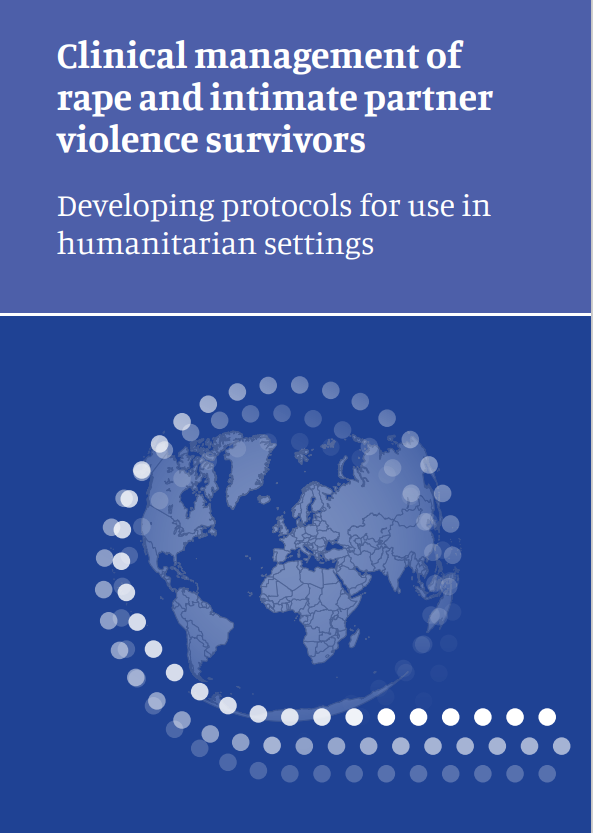 Clinical management of
rape and intimate partner
violence survivors
Developing protocols for use in
humanitarian settings